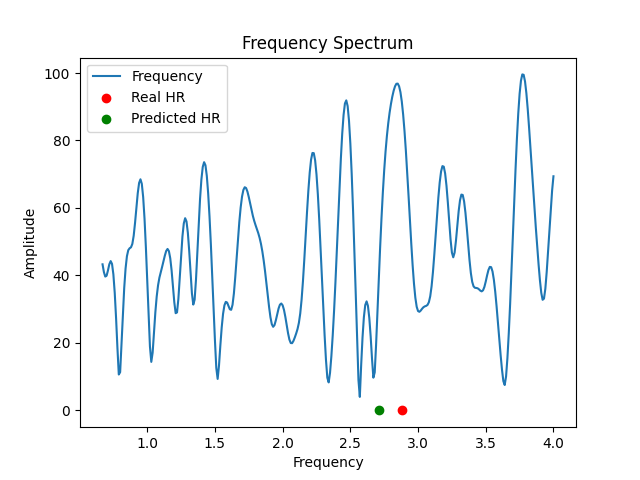 Frequency Spectrum
Frequency
Real HR
Predicted HR
Amplitude
100
80
60
40
20
0
1.0 1.5 2.0 2.5 3.0 3.5 4.0
Frequency